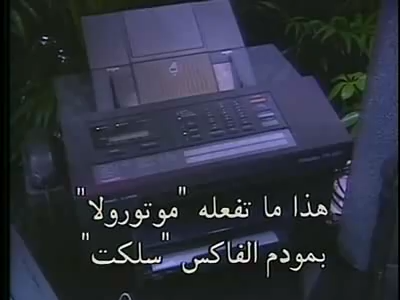 هذا ما تفعله "موتورولا"
بمودم الفاكس "سلكت"